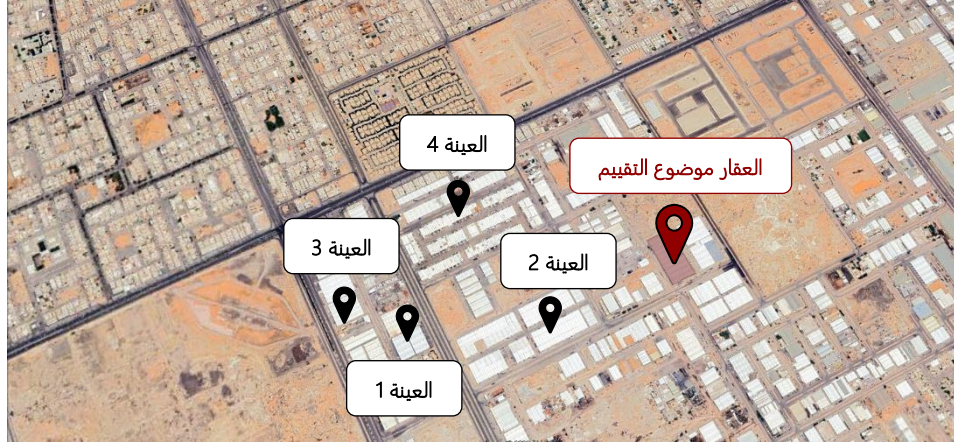 العينة 4
العقار موضوع التقييم
العينة 3
العينة 2
العينة 1